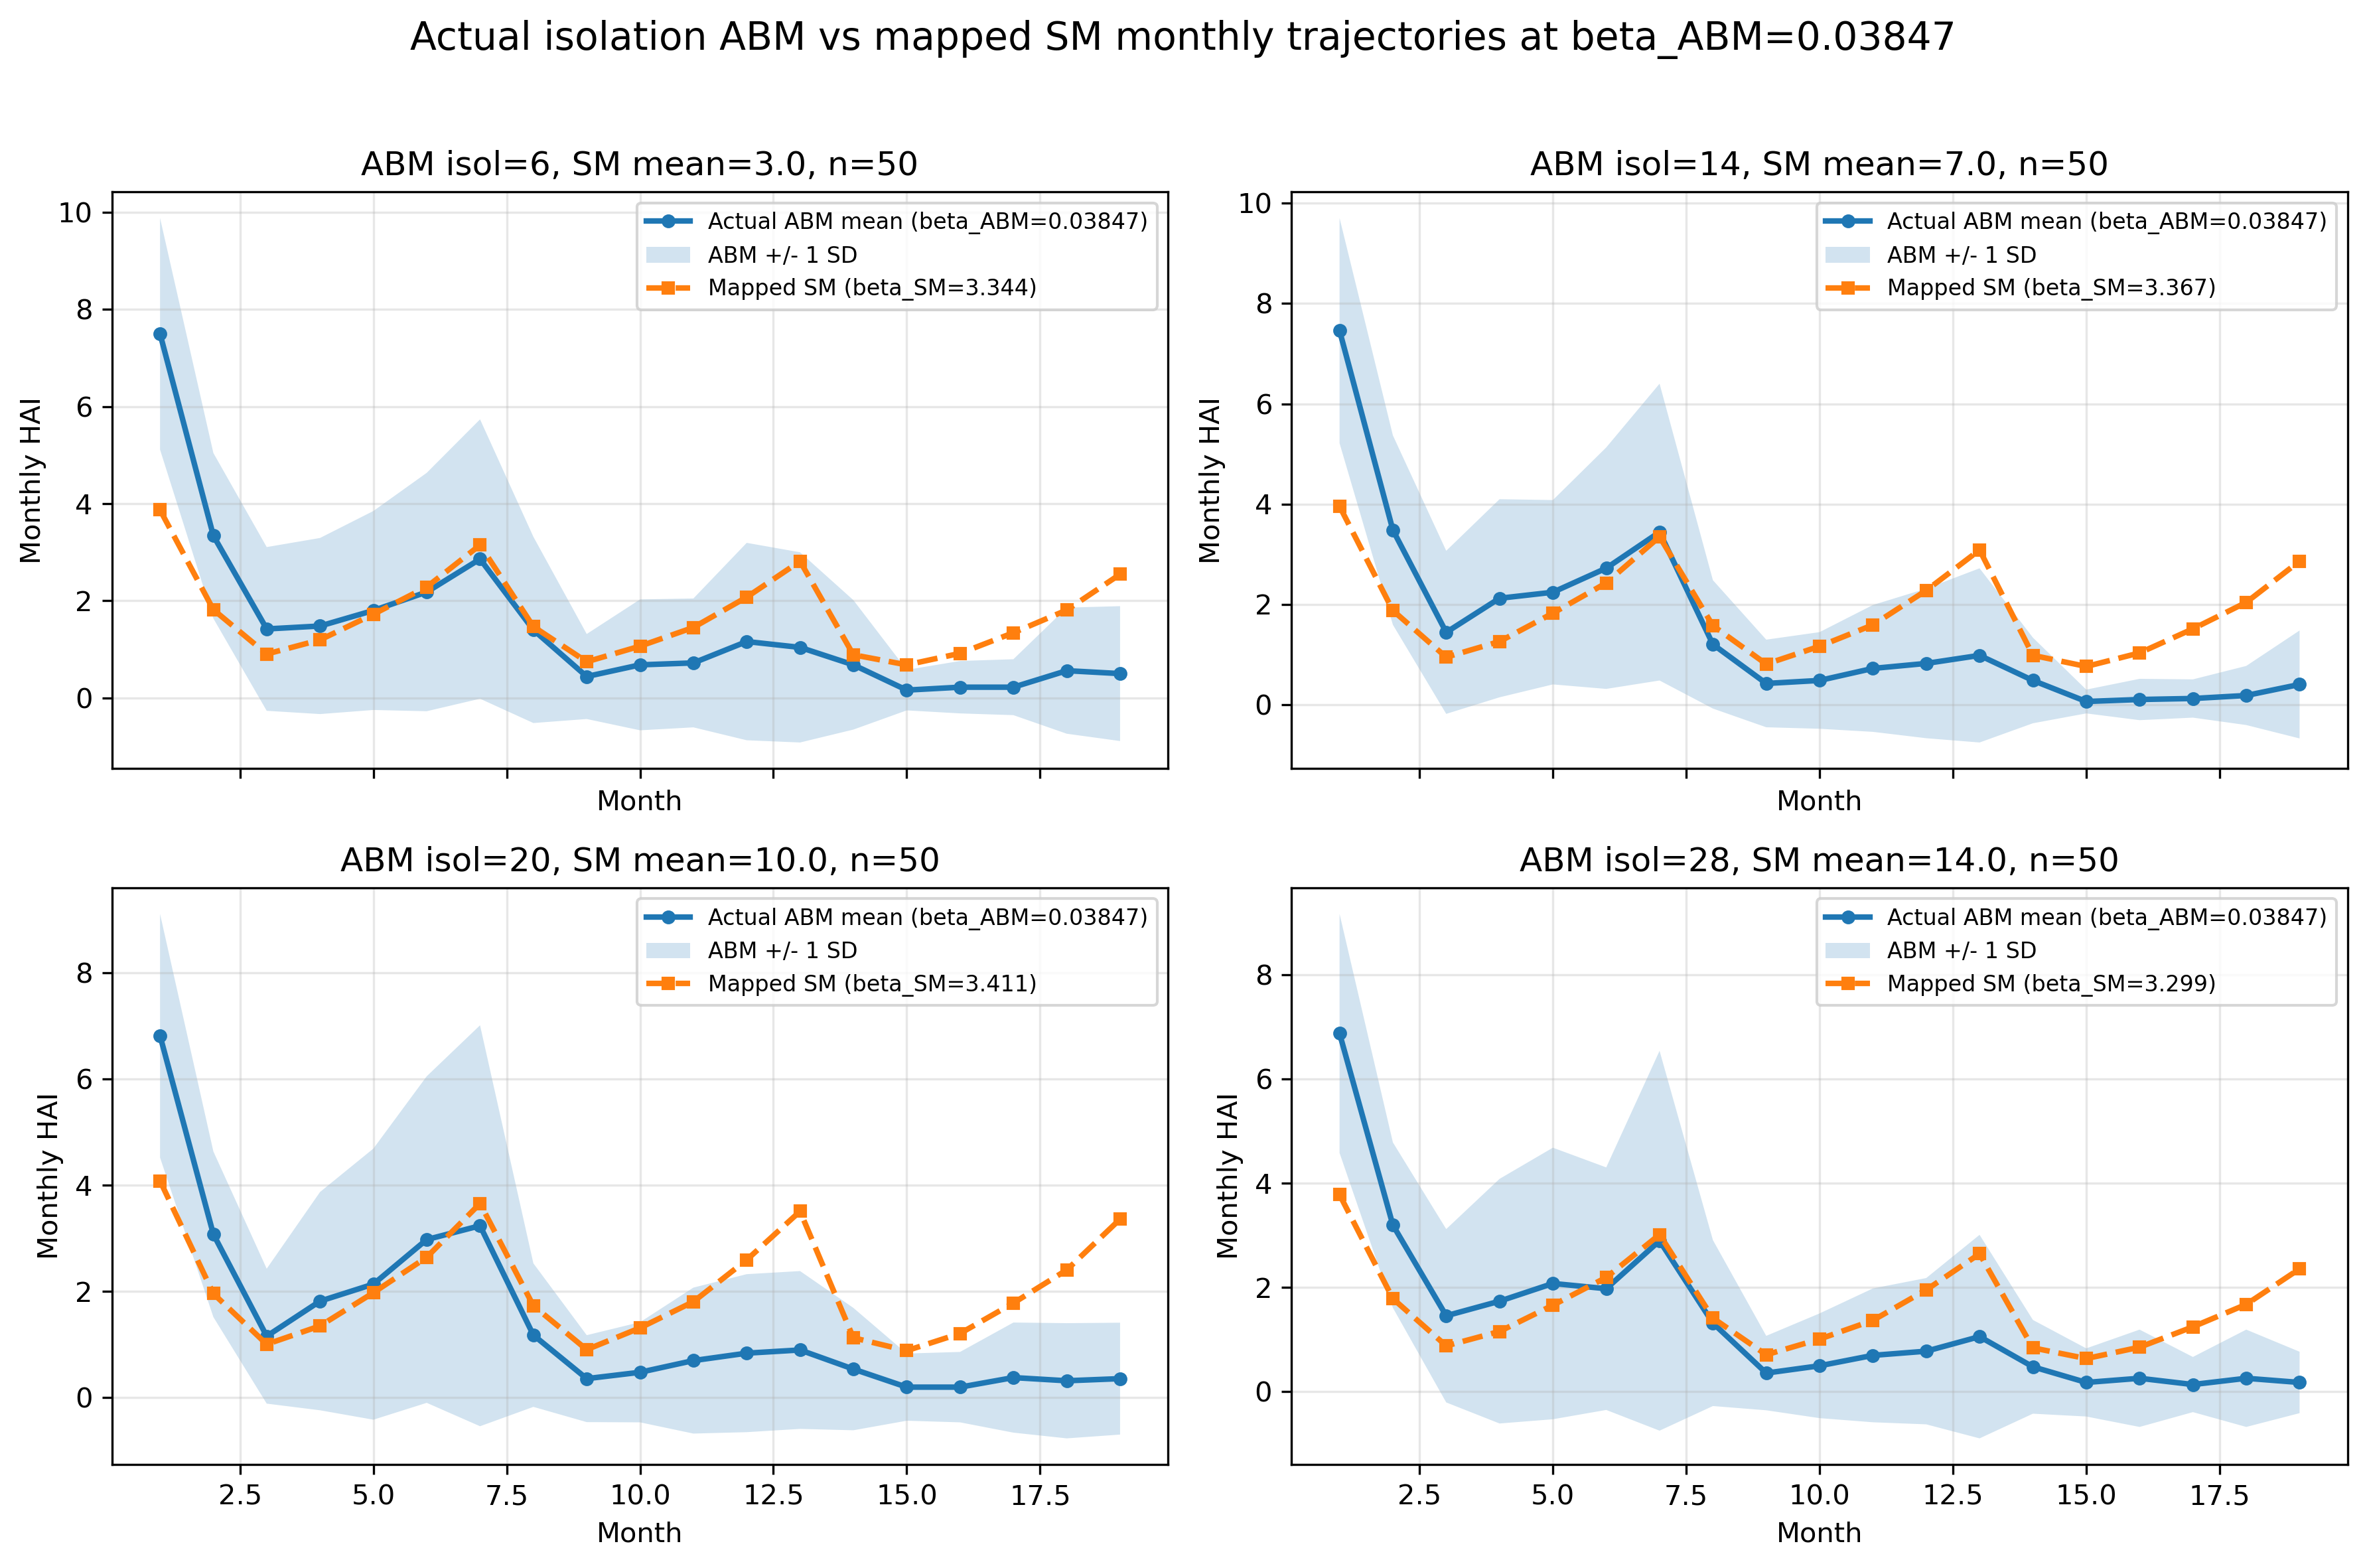 Actual isolation ABM vs mapped SM monthly trajectories at beta_ABM=0.03847
ABM isol=6, SM mean=3.0, n=50
10
8
6
4
2
0
Monthly HAI
Actual ABM mean (beta_ABM=0.03847)
ABM +/- 1 SD
Mapped SM (beta_SM=3.344)
Month
ABM isol=14, SM mean=7.0, n=50
10
8
6
4
2
0
Monthly HAI
Actual ABM mean (beta_ABM=0.03847)
ABM +/- 1 SD
Mapped SM (beta_SM=3.367)
Month
ABM isol=20, SM mean=10.0, n=50
8
6
4
2
0
Monthly HAI
Actual ABM mean (beta_ABM=0.03847)
ABM +/- 1 SD
Mapped SM (beta_SM=3.411)
2.5 5.0 7.5 10.0 12.5 15.0 17.5
Month
ABM isol=28, SM mean=14.0, n=50
8
6
4
2
0
Monthly HAI
Actual ABM mean (beta_ABM=0.03847)
ABM +/- 1 SD
Mapped SM (beta_SM=3.299)
2.5 5.0 7.5 10.0 12.5 15.0 17.5
Month